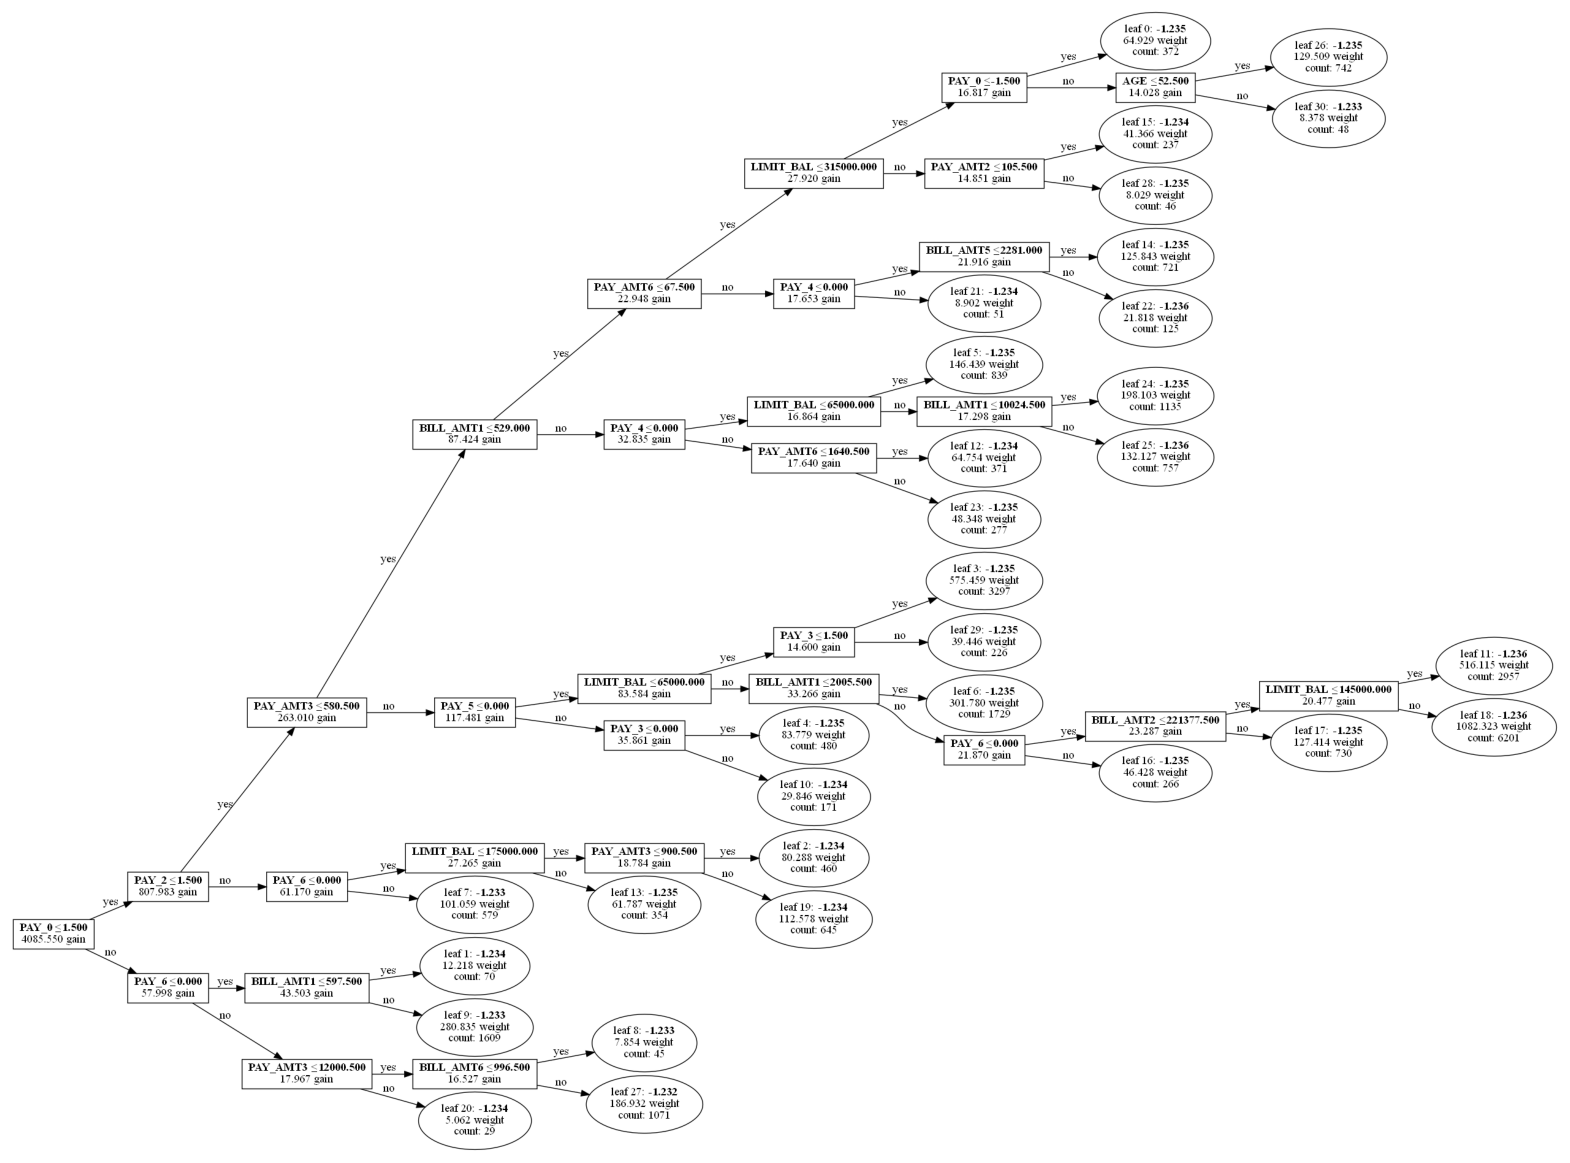 leaf 0: -1.235
64.929 weight
count: 372
leaf 26: -1.235
129.509 weight
count: 742
yes
PAY_0 ≤-1.500
16.817 gain
yes
no
AGE ≤52.500
14.028 gain
no
leaf 30: -1.233
8.378 weight
count: 48
yes
leaf 15: -1.234
41.366 weight
count: 237
yes
LIMIT_BAL ≤315000.000
27.920 gain
no
PAY_AMT2 ≤105.500
14.851 gain
no
leaf 28: -1.235
8.029 weight
count: 46
yes
BILL_AMT5 ≤2281.000
21.916 gain
yes
leaf 14: -1.235
125.843 weight
count: 721
yes
no
PAY_AMT6 ≤67.500
22.948 gain
no
PAY_4 ≤0.000
17.653 gain
no
leaf 21: -1.234
8.902 weight
count: 51
leaf 22: -1.236
21.818 weight
count: 125
yes
leaf 5: -1.235
146.439 weight
count: 839
yes
LIMIT_BAL ≤65000.000
16.864 gain
no
BILL_AMT1 ≤10024.500
17.298 gain
yes
leaf 24: -1.235
198.103 weight
count: 1135
yes
no
BILL_AMT1 ≤529.000
87.424 gain
no
PAY_4 ≤0.000
32.835 gain
no
PAY_AMT6 ≤1640.500
17.640 gain
yes
leaf 12: -1.234
64.754 weight
count: 371
leaf 25: -1.236
132.127 weight
count: 757
no
leaf 23: -1.235
48.348 weight
count: 277
yes
leaf 3: -1.235
575.459 weight
count: 3297
yes
PAY_3 ≤1.500
14.600 gain
no
leaf 29: -1.235
39.446 weight
count: 226
yes
LIMIT_BAL ≤65000.000
83.584 gain
no
BILL_AMT1 ≤2005.500
33.266 gain
yes
leaf 6: -1.235
301.780 weight
count: 1729
leaf 11: -1.236
516.115 weight
count: 2957
yes
LIMIT_BAL ≤145000.000
20.477 gain
no
leaf 18: -1.236
1082.323 weight
count: 6201
PAY_AMT3 ≤580.500
263.010 gain
no
PAY_5 ≤0.000
117.481 gain
yes
no
PAY_3 ≤0.000
35.861 gain
yes
leaf 4: -1.235
83.779 weight
count: 480
no
PAY_6 ≤0.000
21.870 gain
yes
BILL_AMT2 ≤221377.500
23.287 gain
yes
no
leaf 17: -1.235
127.414 weight
count: 730
no
leaf 16: -1.235
46.428 weight
count: 266
no
leaf 10: -1.234
29.846 weight
count: 171
yes
LIMIT_BAL ≤175000.000
27.265 gain
yes
PAY_AMT3 ≤900.500
18.784 gain
yes
leaf 2: -1.234
80.288 weight
count: 460
PAY_2 ≤1.500
807.983 gain
no
PAY_6 ≤0.000
61.170 gain
yes
no
leaf 7: -1.233
101.059 weight
count: 579
no
leaf 13: -1.235
61.787 weight
count: 354
no
leaf 19: -1.234
112.578 weight
count: 645
PAY_0 ≤1.500
4085.550 gain
yes
no
PAY_6 ≤0.000
57.998 gain
yes
BILL_AMT1 ≤597.500
43.503 gain
yes
leaf 1: -1.234
12.218 weight
count: 70
no
leaf 9: -1.233
280.835 weight
count: 1609
no
PAY_AMT3 ≤12000.500
17.967 gain
yes
BILL_AMT6 ≤996.500
16.527 gain
yes
leaf 8: -1.233
7.854 weight
count: 45
no
leaf 27: -1.232
186.932 weight
count: 1071
no
leaf 20: -1.234
5.062 weight
count: 29